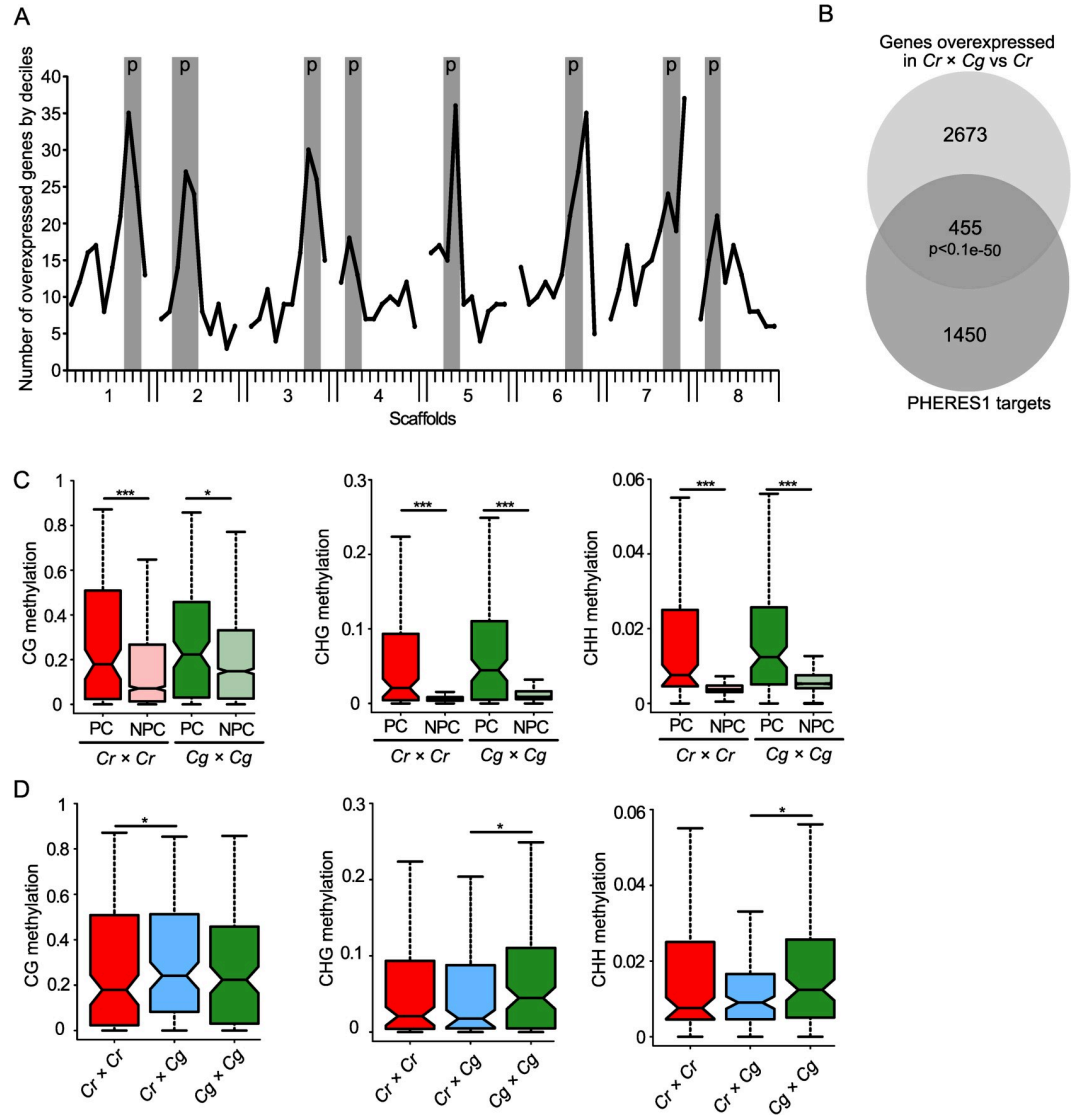 A
Number of overexpressed genes by deciles
40
35
30
25
20
15
10
5
0
p p p p p p p p
1 2 3 4 5 6 7 8
Scaffolds
B
Genes overexpressed
in Cr × Cg vs Cr
2673
455
p<0.1e-50
1450
PHERES1 targets
C
CG methylation
1
0.8
0.6
0.4
0.2
0
*** *
PC NPC PC NPC
Cr × Cr Cg × Cg
CHG methylation
0.3
0.2
0.1
0
*** ***
PC NPC PC NPC
Cr × Cr Cg × Cg
CHH methylation
0.06
0.04
0.02
0
*** ***
PC NPC PC NPC
Cr × Cr Cg × Cg
D
CG methylation
1
0.8
0.6
0.4
0.2
0
*
Cr × Cr Cr × Cg Cg × Cg
CHG methylation
0.3
0.2
0.1
0
*
Cr × Cr Cr × Cg Cg × Cg
CHH methylation
0.06
0.04
0.02
0
*
Cr × Cr Cr × Cg Cg × Cg